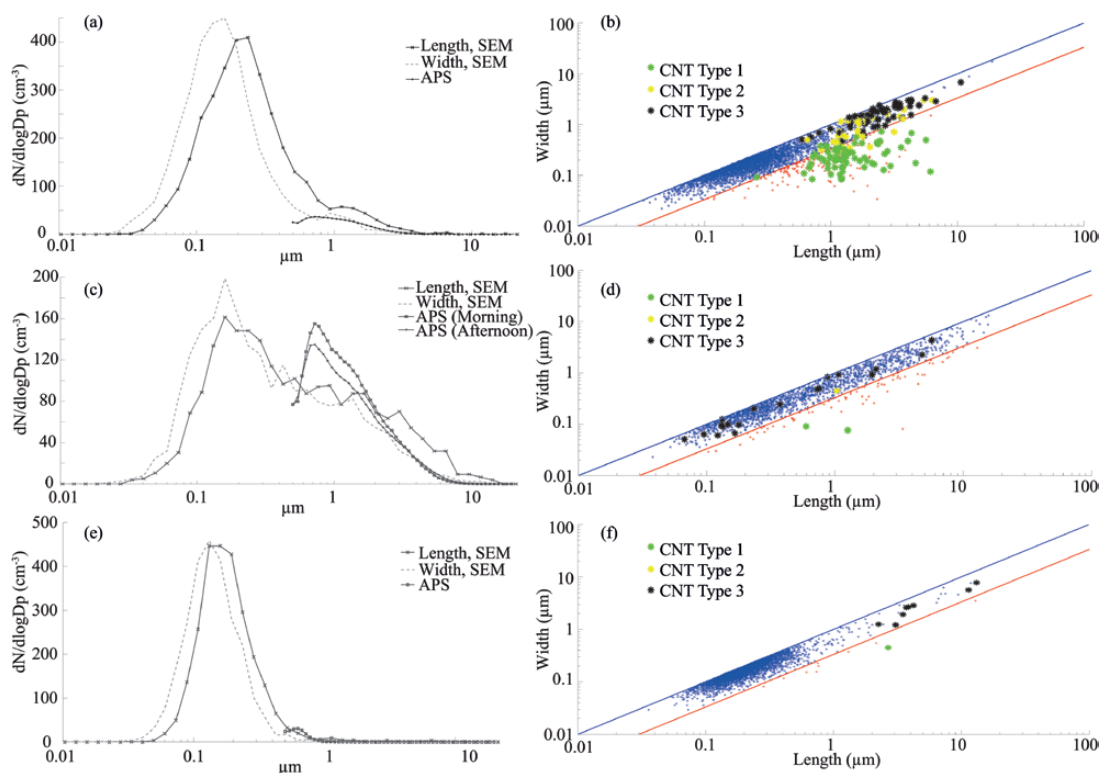 (a)
dN/dlogDp (cm⁻³)
400
300
200
100
0
Length, SEM
Width, SEM
APS
0.01 0.1 1 10
µm
(b)
Width (µm)
100
10
1
0.1
0.01
CNT Type 1
CNT Type 2
CNT Type 3
0.01 0.1 1 10 100
Length (µm)
(c)
dN/dlogDp (cm⁻³)
200
160
120
80
40
0
Length, SEM
Width, SEM
APS (Morning)
APS (Afternoon)
0.01 0.1 1 10
µm
(d)
Width (µm)
100
10
1
0.1
0.01
CNT Type 1
CNT Type 2
CNT Type 3
0.01 0.1 1 10 100
Length (µm)
(e)
dN/dlogDp (cm⁻³)
500
400
300
200
100
0
Length, SEM
Width, SEM
APS
0.01 0.1 1 10
µm
(f)
Width (µm)
100
10
1
0.1
0.01
CNT Type 1
CNT Type 2
CNT Type 3
0.01 0.1 1 10 100
Length (µm)